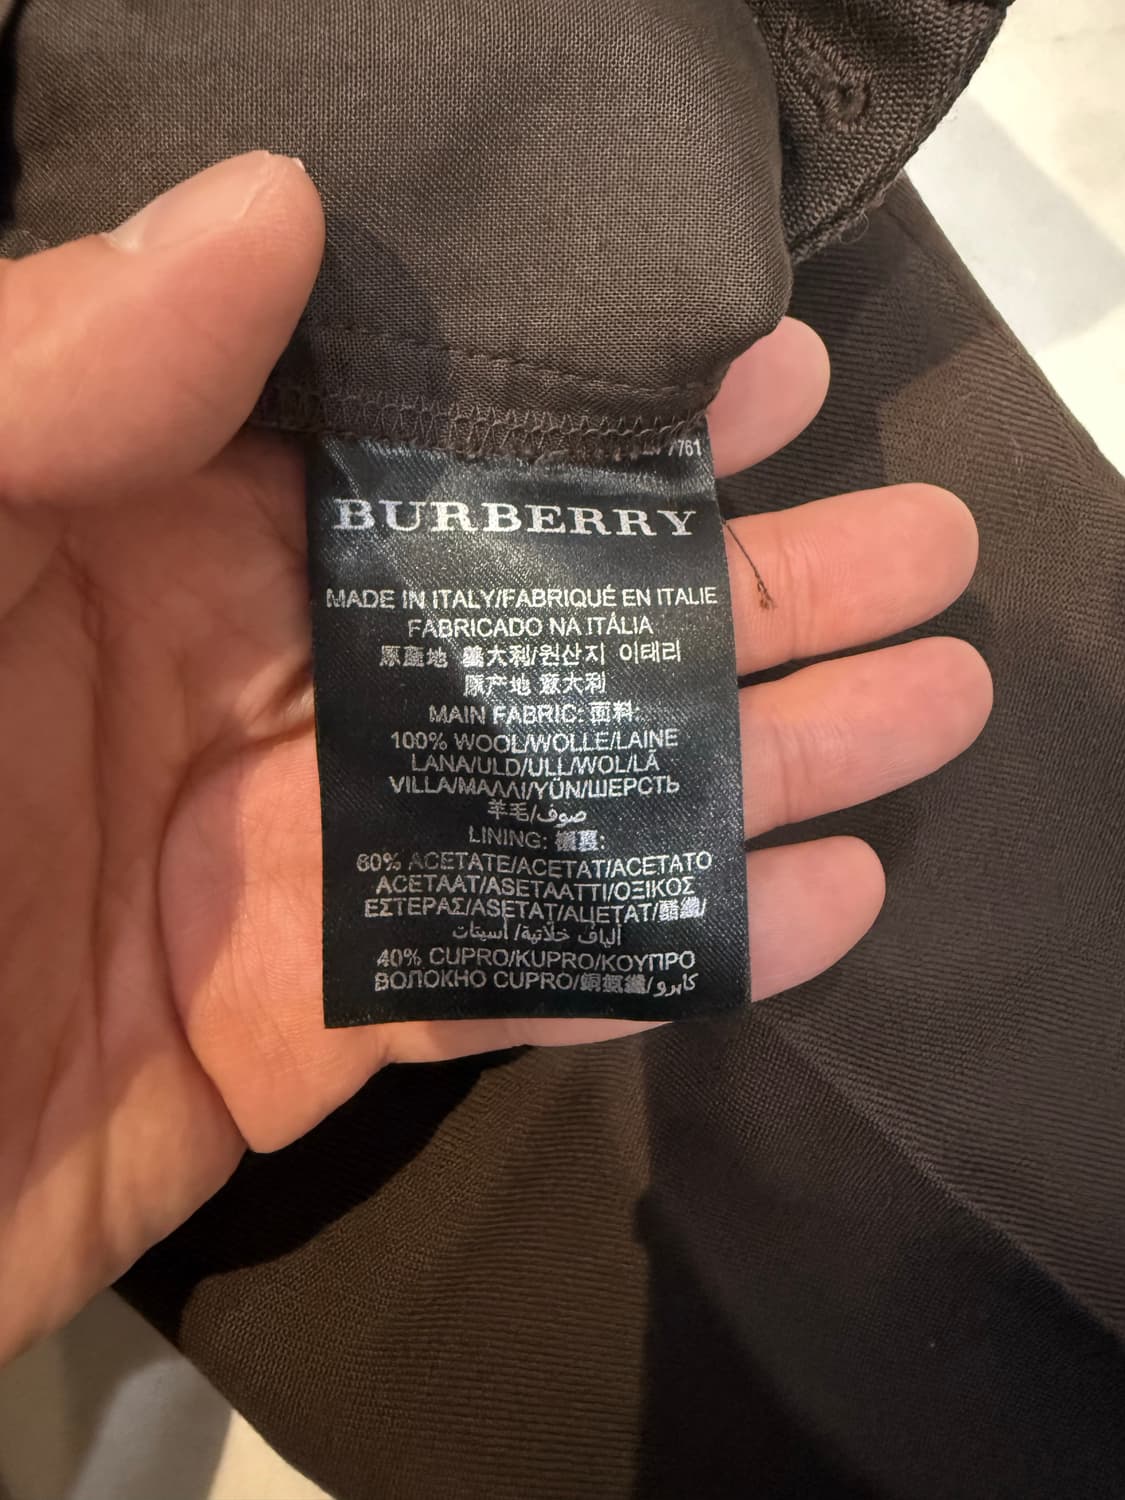 7761
BURBERRY
MADE IN ITALY/FABRIQUÉ EN ITALIE
FABRICADO NA ITÁLIA
原産地 義大利/원산지 이태리
原产地 意大利
MAIN FABRIC: 面料:
100% WOOL/WOLLE/LAINE
LANA/ULD/ULL/WOL/LÃ
VILLA/ΜΑΛΛΙ/YÜN/ШЕРСТЬ
羊毛/صوف
LINING: 裏:
60% ACETATE/ACETAT/ACETATO
ACETAAT/ASETAATTI/ΟΞΙΚΟΣ
ΕΣΤΕΡΑΣ/ASETAT/АЦЕТАТ/醋纖/
ألياف خلاتية/ أسيتات
40% CUPRO/KUPRO/ΚΟΥΠΡΟ
ВОЛОКНО CUPRO/銅氨纖/كابرو